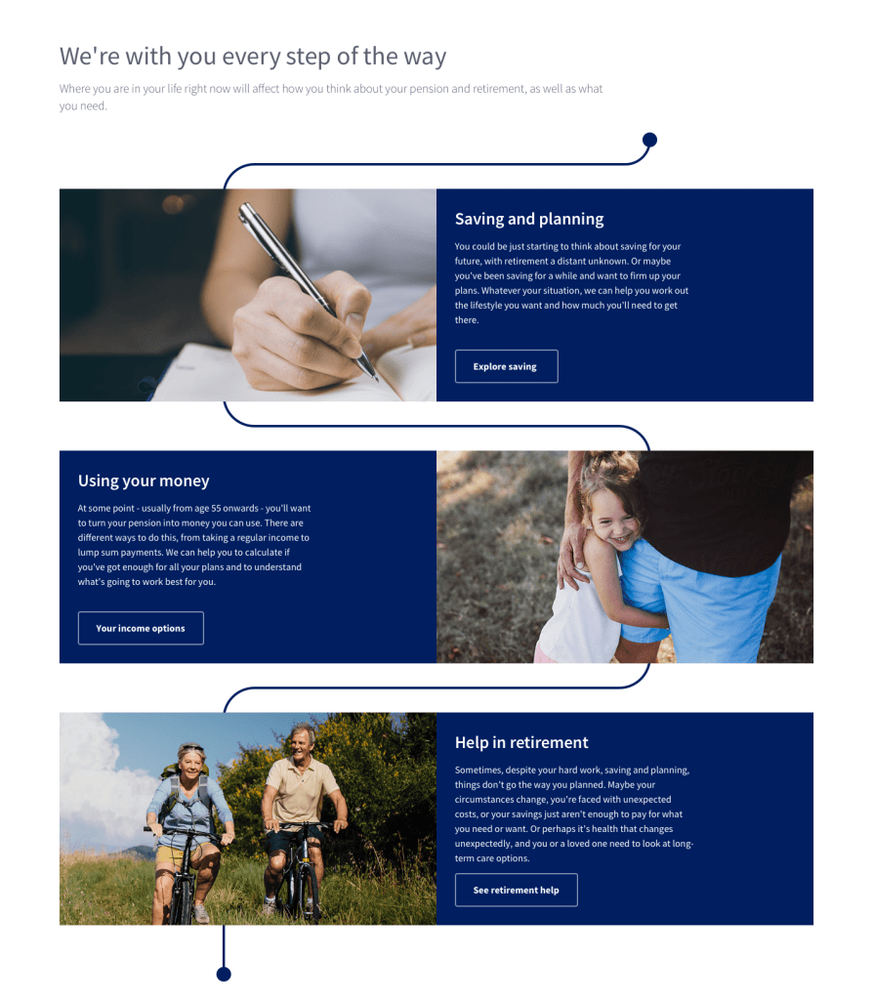 We're with you every step of the way
Where you are in your life right now will affect how you think about your pension and retirement, as well as what
you need.
Saving and planning
You could be just starting to think about saving for your
future, with retirement a distant unknown. Or maybe
you've been saving for a while and want to firm up your
plans. Whatever your situation, we can help you work out
the lifestyle you want and how much you'll need to get
there.
Explore saving
Using your money
At some point - usually from age 55 onwards - you'll want
to turn your pension into money you can use. There are
different ways to do this, from taking a regular income to
lump sum payments. We can help you to calculate if
you've got enough for all your plans and to understand
what's going to work best for you.
Your income options
Help in retirement
Sometimes, despite your hard work, saving and planning,
things don't go the way you planned. Maybe your
circumstances change, you're faced with unexpected
costs, or your savings just aren't enough to pay for what
you need or want. Or perhaps it's health that changes
unexpectedly, and you or a loved one need to look at long-
term care options.
See retirement help